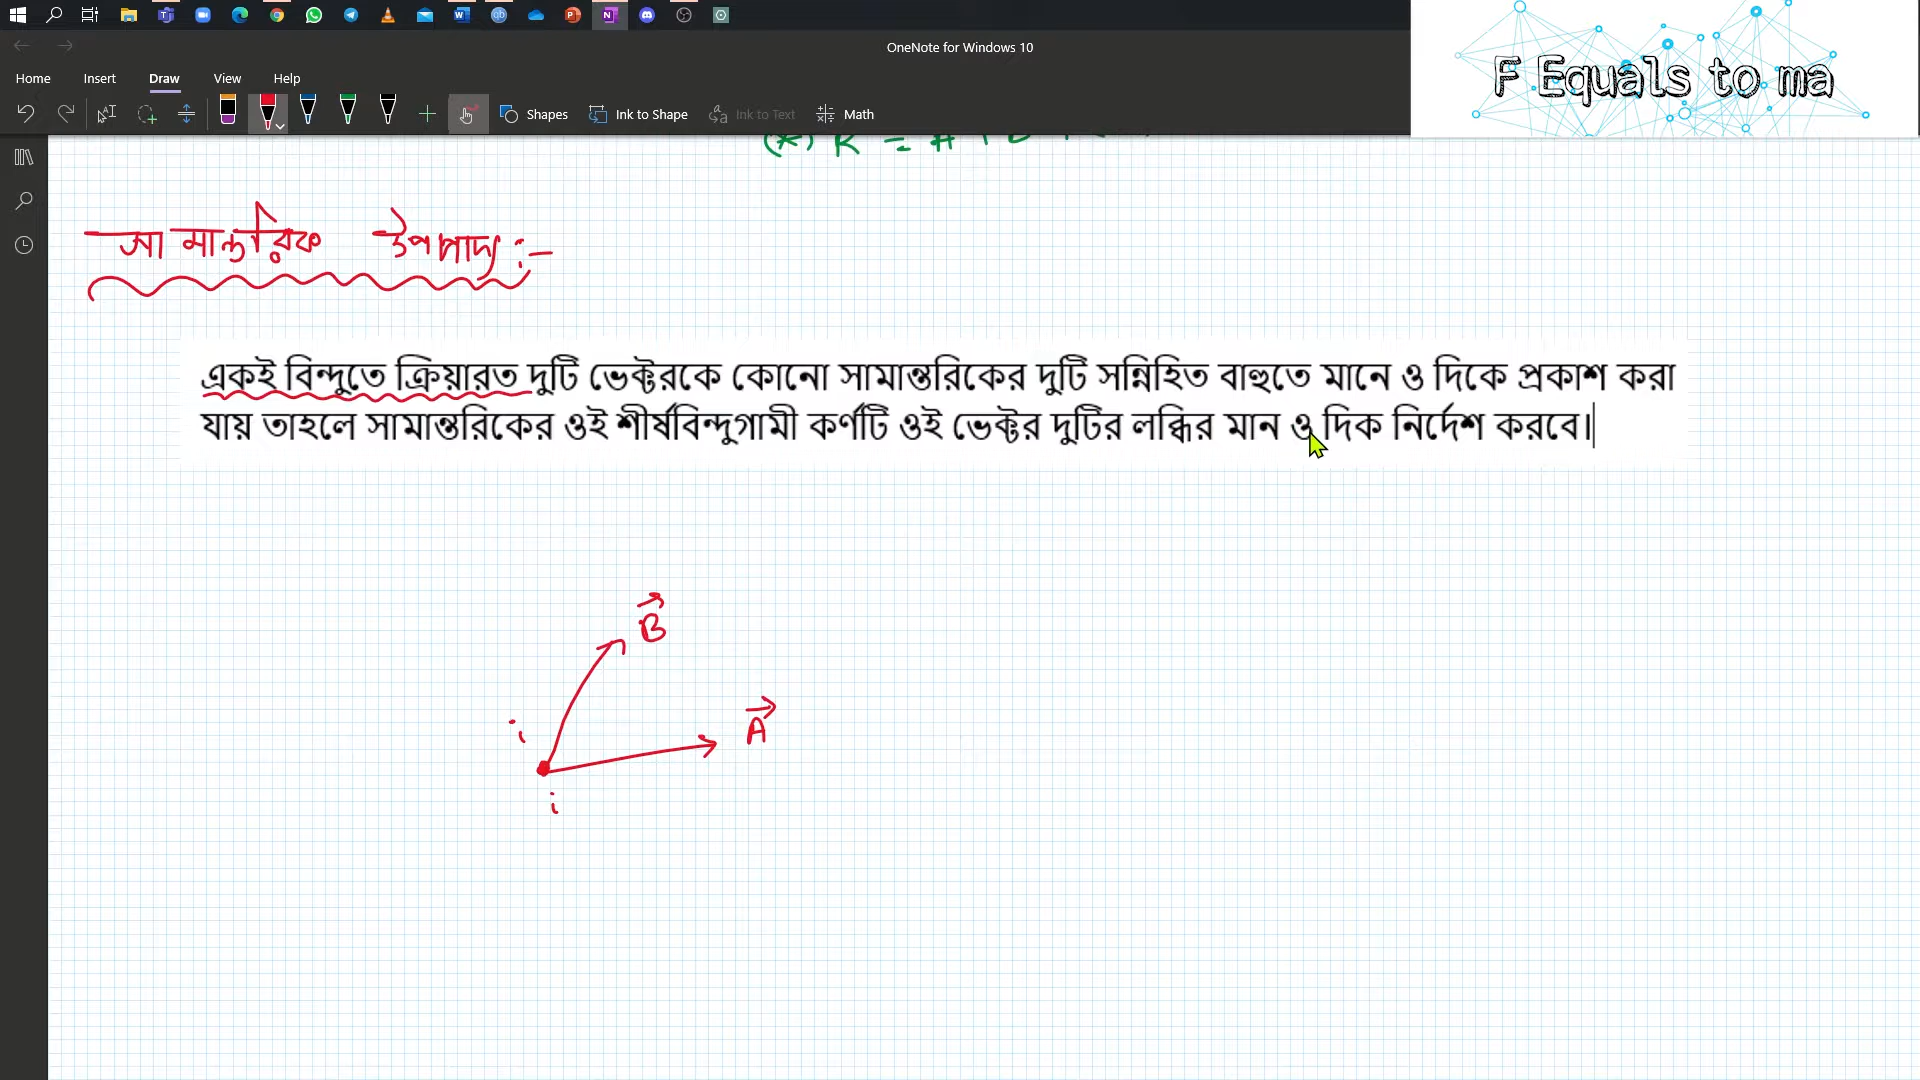 OneNote for Windows 10
F Equals to ma
Home Insert Draw View Help
Shapes Ink to Shape Ink to Text Math
সামান্তরিক উপপাদ্য :-
একই বিন্দুতে ক্রিয়ারত দুটি ভেক্টরকে কোনো সামান্তরিকের দুটি সন্নিহিত বাহুতে মানে ও দিকে প্রকাশ করা
যায় তাহলে সামান্তরিকের ওই শীর্ষবিন্দুগামী কর্ণটি ওই ভেক্টর দুটির লব্ধির মান ও দিক নির্দেশ করবে।
B
A
i
i